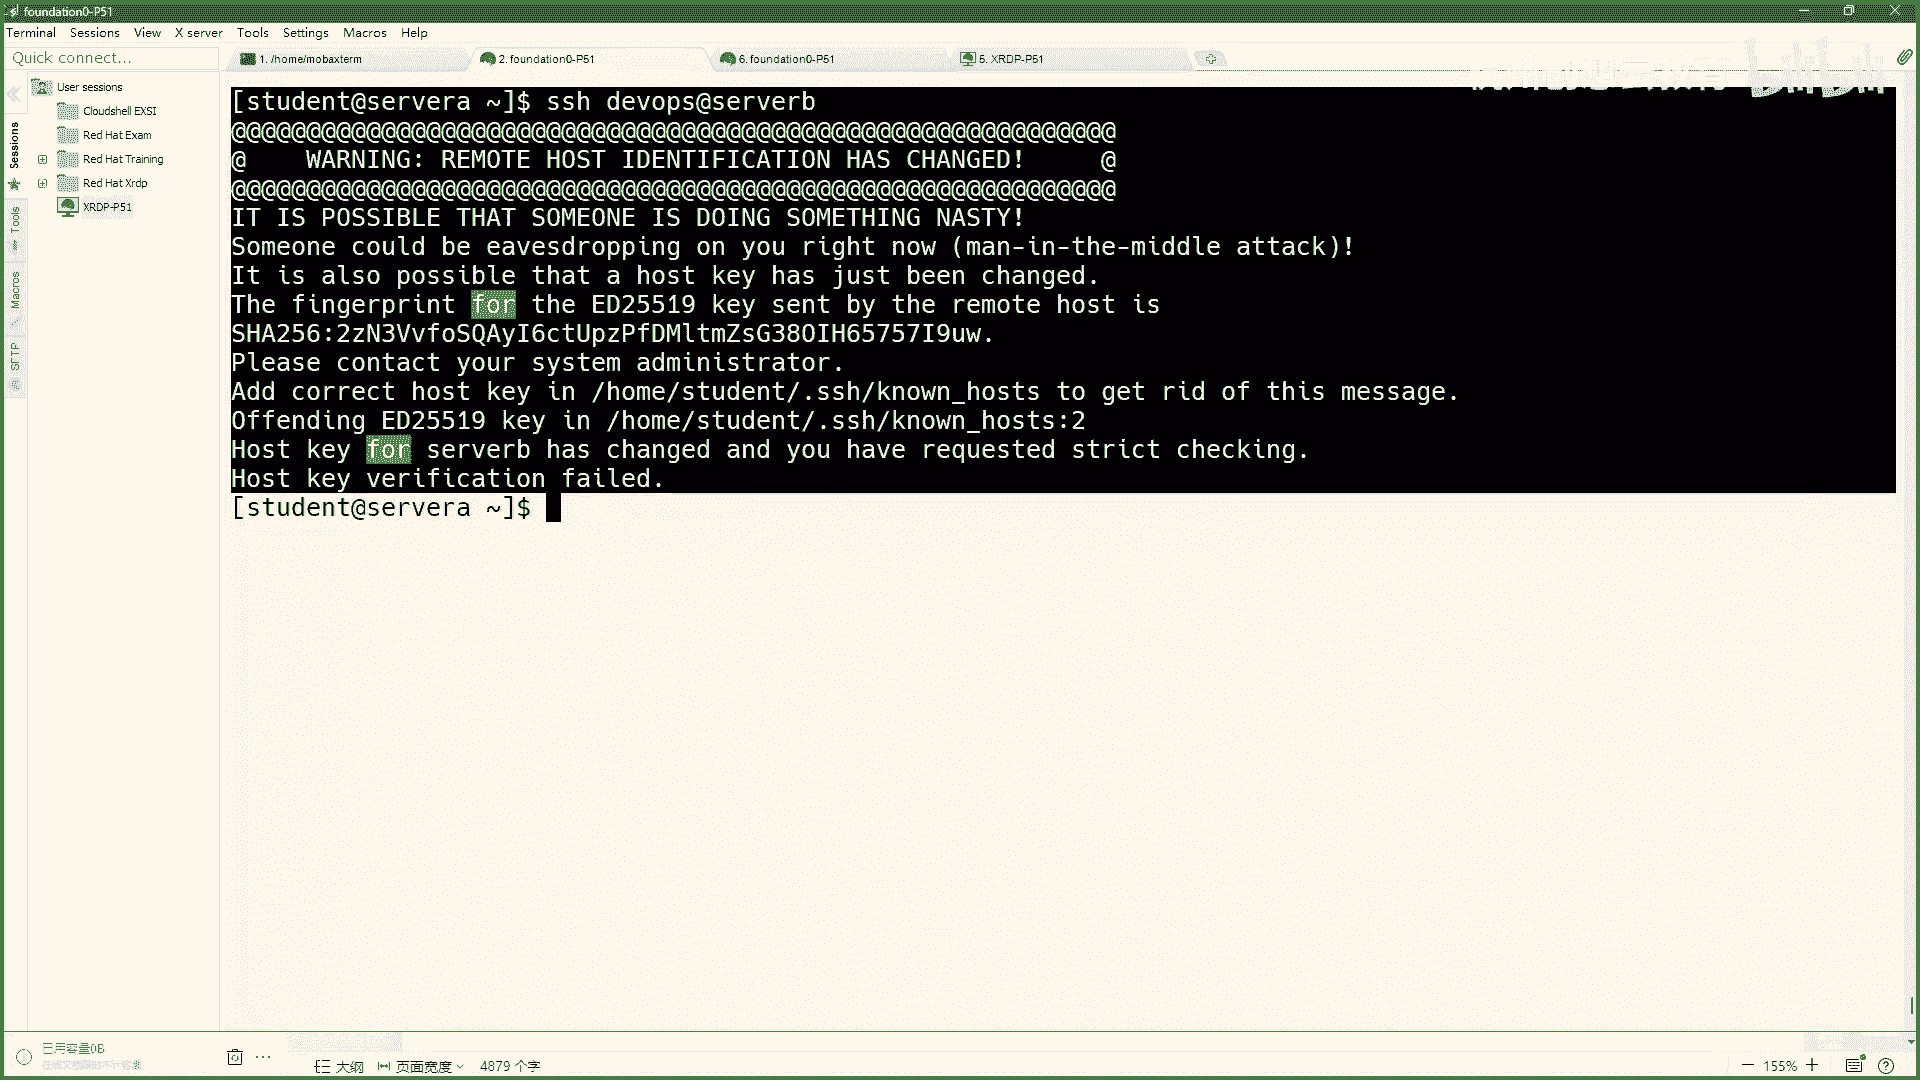 foundation0-P51
Terminal Sessions View X server Tools Settings Macros Help
Quick connect...
1. /home/mobaxterm
2. foundation0-P51
6. foundation0-P51
5. XRDP-P51
User sessions
Cloudshell EXSI
Red Hat Exam
Red Hat Training
Red Hat Xrdp
XRDP-P51
Sessions
Tools
Macros
SFTP
[student@servera ~]$ ssh devops@serverb
@@@@@@@@@@@@@@@@@@@@@@@@@@@@@@@@@@@@@@@@@@@@@@@@@@@@@@@@@@@
@    WARNING: REMOTE HOST IDENTIFICATION HAS CHANGED!     @
@@@@@@@@@@@@@@@@@@@@@@@@@@@@@@@@@@@@@@@@@@@@@@@@@@@@@@@@@@@
IT IS POSSIBLE THAT SOMEONE IS DOING SOMETHING NASTY!
Someone could be eavesdropping on you right now (man-in-the-middle attack)!
It is also possible that a host key has just been changed.
The fingerprint for the ED25519 key sent by the remote host is
SHA256:2zN3VvfoSQAyI6ctUpzPfDMltmZsG38OIH65757I9uw.
Please contact your system administrator.
Add correct host key in /home/student/.ssh/known_hosts to get rid of this message.
Offending ED25519 key in /home/student/.ssh/known_hosts:2
Host key for serverb has changed and you have requested strict checking.
Host key verification failed.
[student@servera ~]$
已用容量0B
大纲
页面宽度
4879 个字
155%